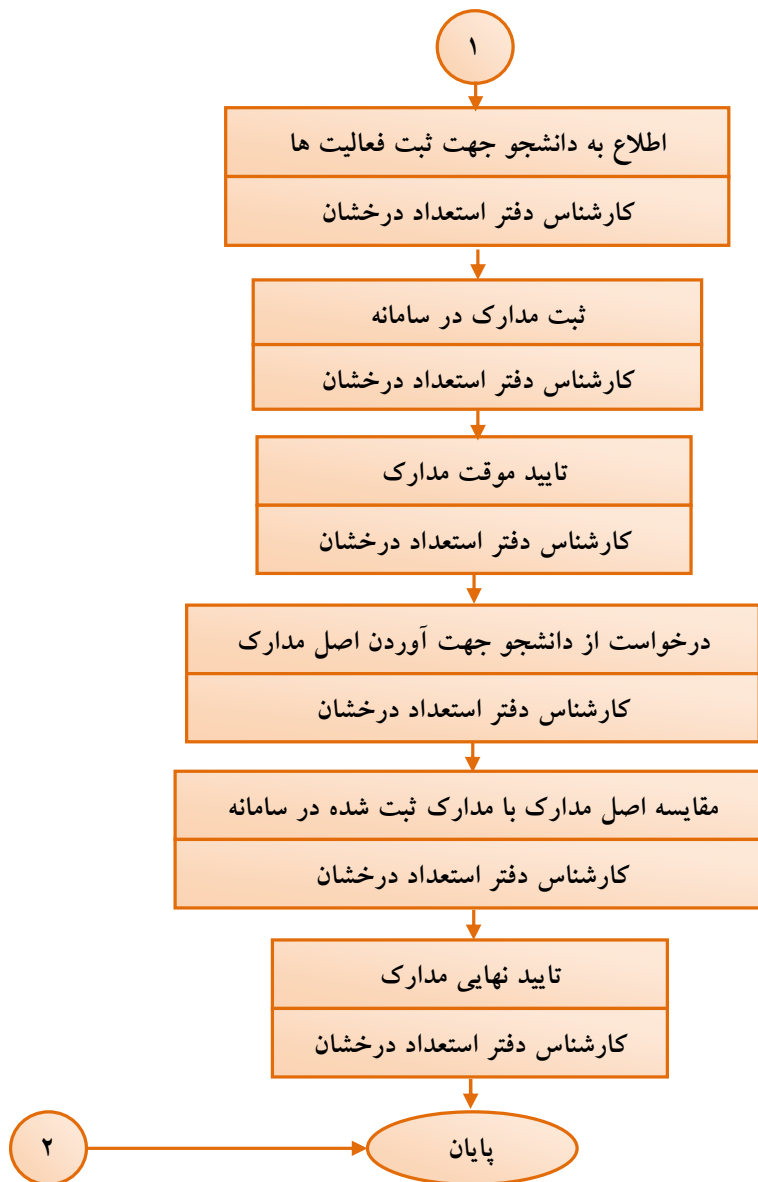 ۱
اطلاع به دانشجو جهت ثبت فعالیت ها
کارشناس دفتر استعداد درخشان
ثبت مدارک در سامانه
کارشناس دفتر استعداد درخشان
تایید موقت مدارک
کارشناس دفتر استعداد درخشان
درخواست از دانشجو جهت آوردن اصل مدارک
کارشناس دفتر استعداد درخشان
مقایسه اصل مدارک با مدارک ثبت شده در سامانه
کارشناس دفتر استعداد درخشان
تایید نهایی مدارک
کارشناس دفتر استعداد درخشان
پایان
۲